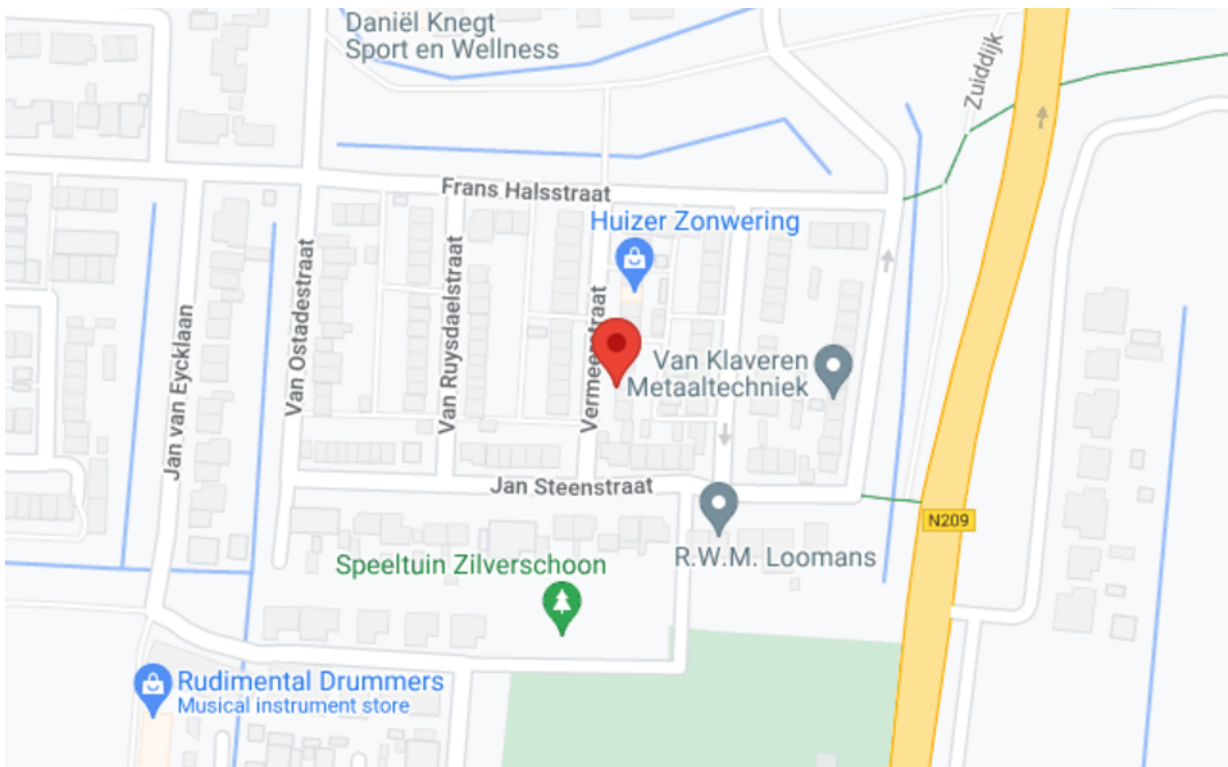 Daniël Knegt
Sport en Wellness
Zuiddijk
Frans Halsstraat
Huizer Zonwering
Jan van Eycklaan
Van Ostadestraat
Van Ruysdaelstraat
Vermeerstraat
Van Klaveren
Metaaltechniek
Jan Steenstraat
N209
R.W.M. Loomans
Speeltuin Zilverschoon
Rudimental Drummers
Musical instrument store